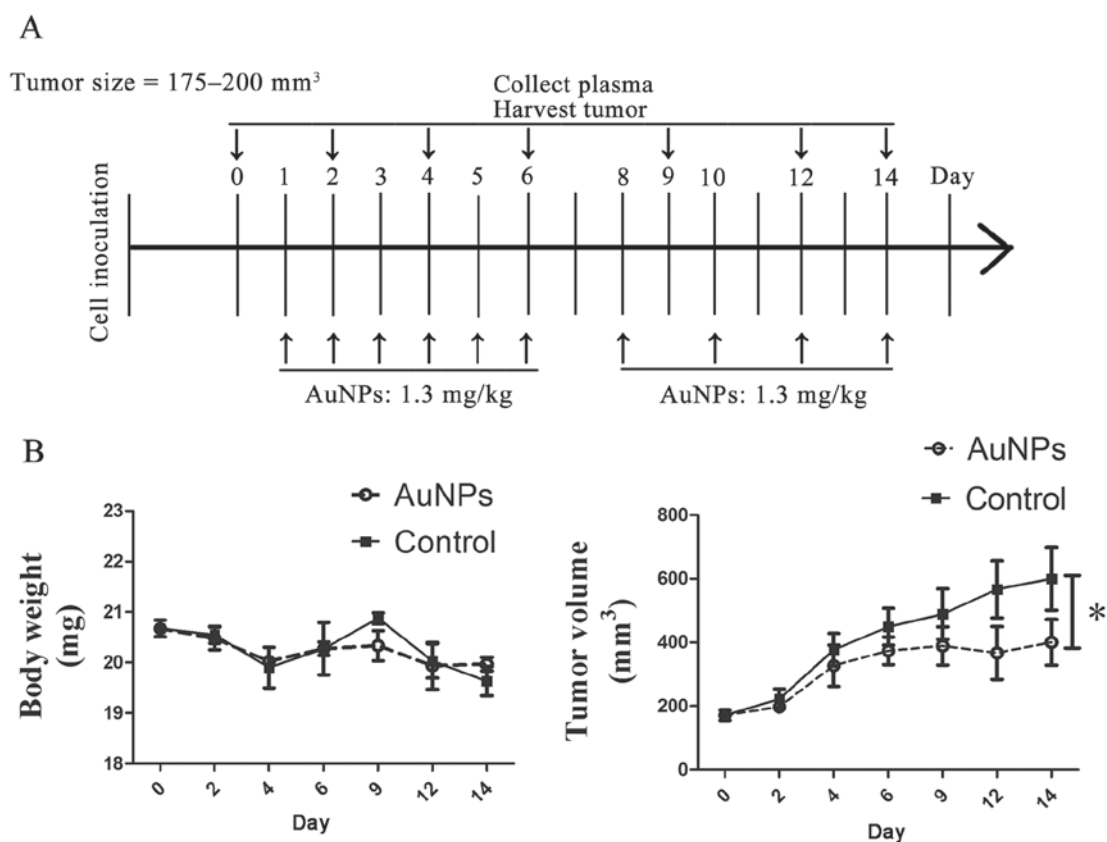 A
Tumor size = 175–200 mm³
Collect plasma
Harvest tumor
0 1 2 3 4 5 6 8 9 10 12 14 Day
Cell inoculation
AuNPs: 1.3 mg/kg AuNPs: 1.3 mg/kg
B
AuNPs
Control
Body weight
(mg)
23
22
21
20
19
18
0 2 4 6 9 12 14
Day
AuNPs
Control
Tumor volume
(mm³)
800
600
400
200
0
*
0 2 4 6 9 12 14
Day